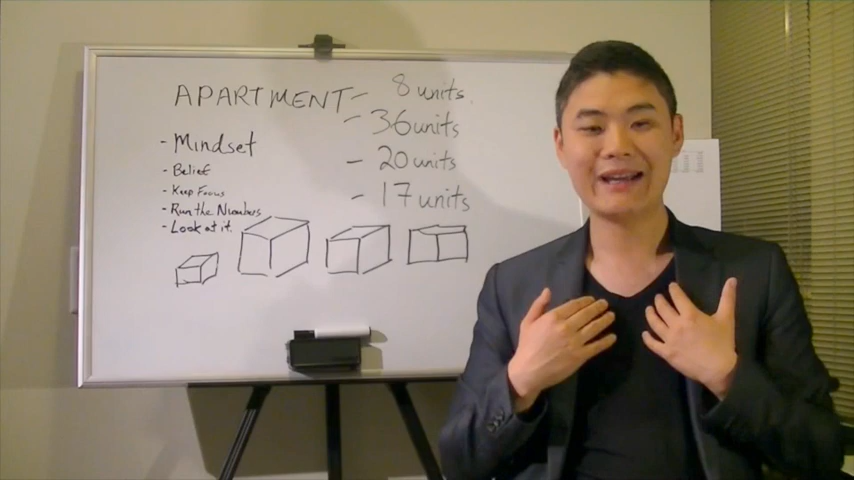 APARTMENT - 8 units.
- 36 units
- 20 units
- 17 units
- Mindset
- Belief
- Keep Focus
- Run the Numbers
- Look at it.